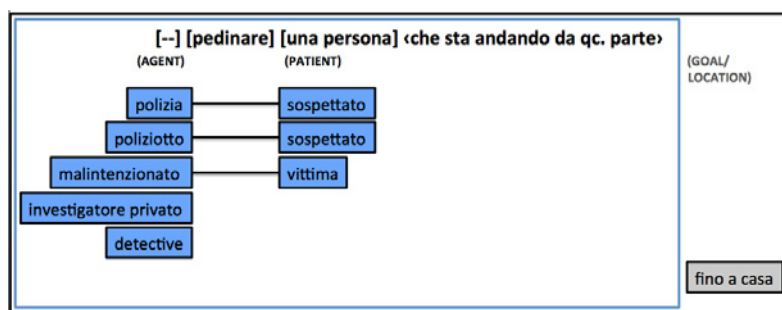 [--] [pedinare] [una persona] ‹che sta andando da qc. parte›
(AGENT) (PATIENT) (GOAL/
LOCATION)
polizia sospettato
poliziotto sospettato
malintenzionato vittima
investigatore privato
detective
fino a casa